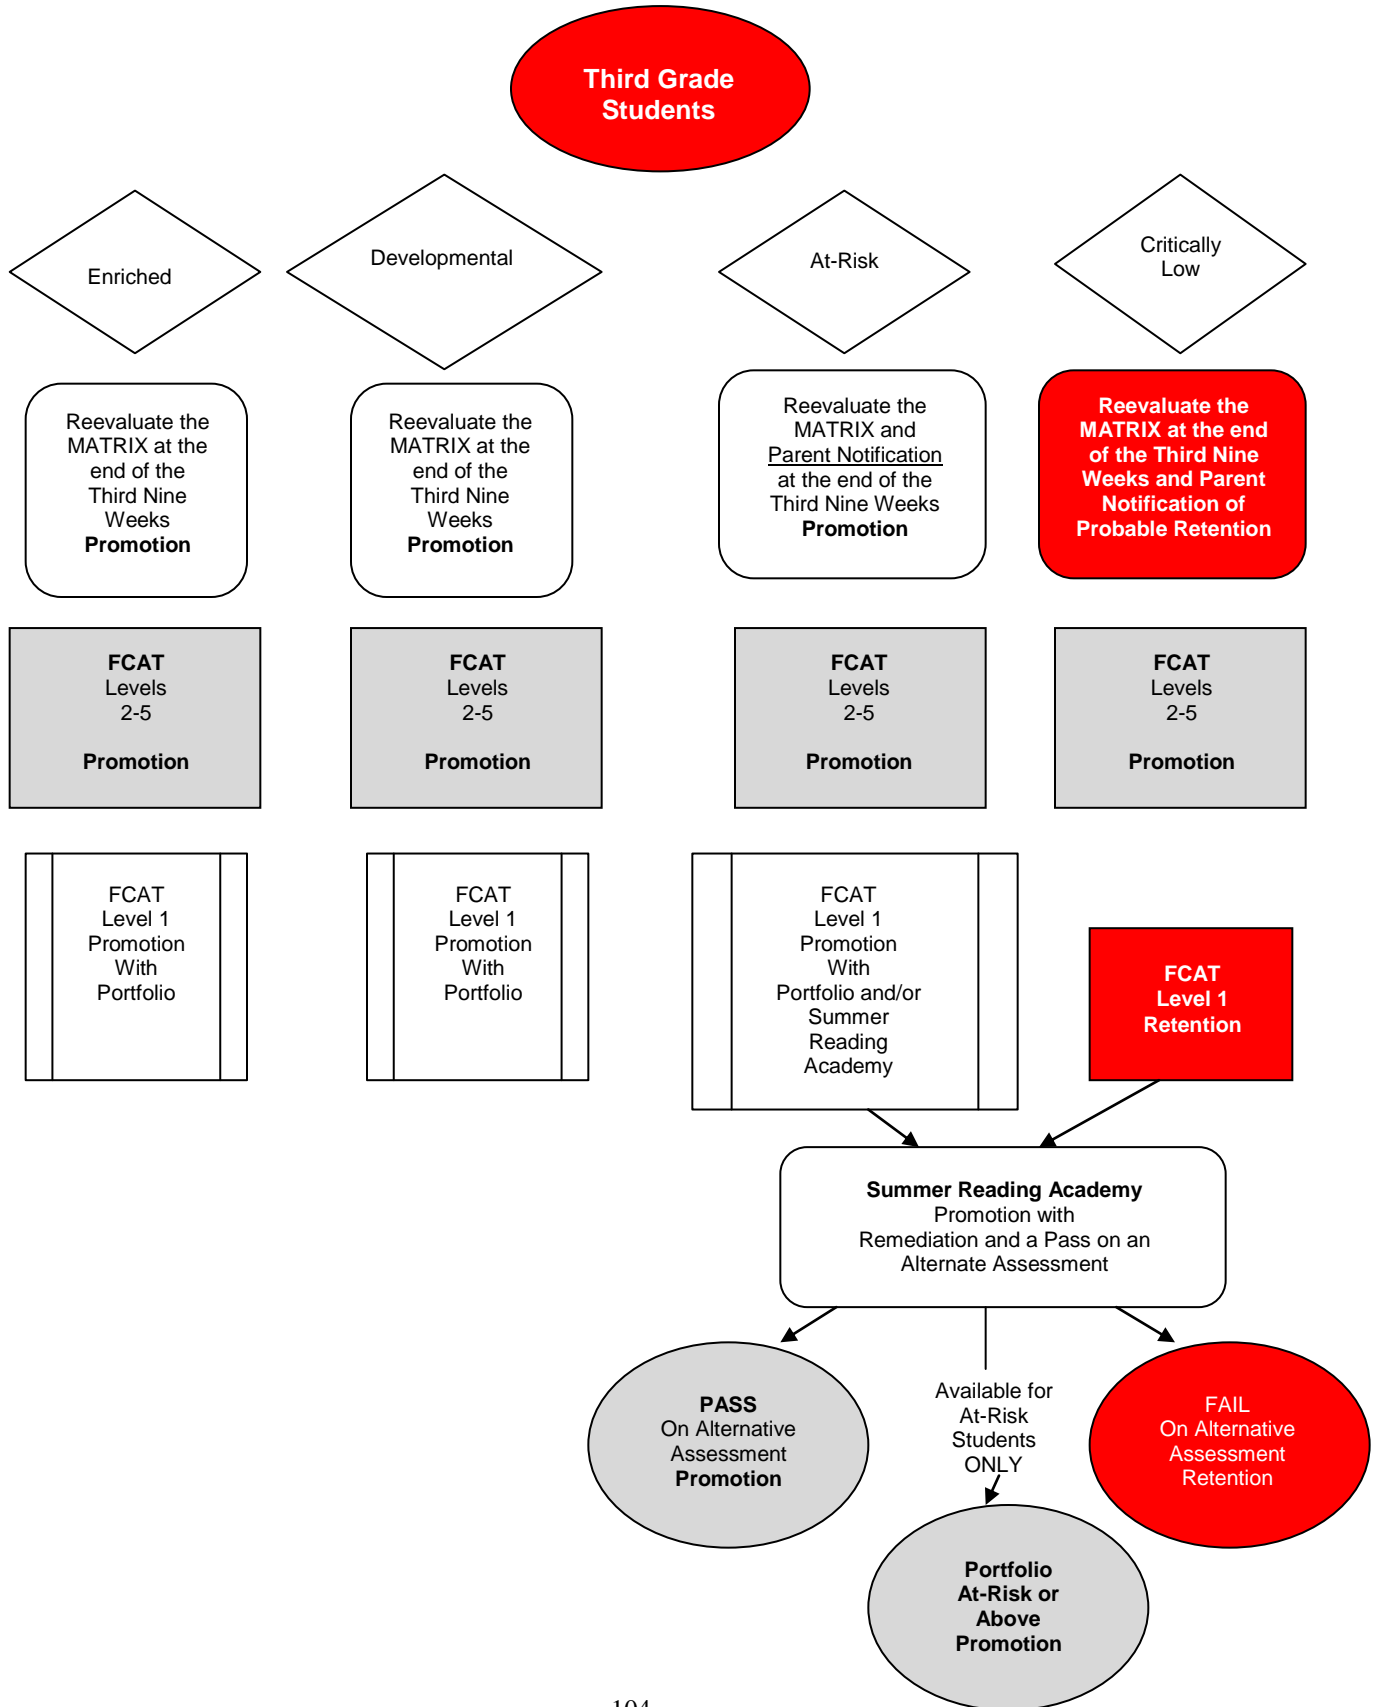 Third Grade
Students
Enriched
Developmental
At-Risk
Critically
Low
Reevaluate the
MATRIX at the
end of the
Third Nine
Weeks
Promotion
Reevaluate the
MATRIX at the
end of the
Third Nine
Weeks
Promotion
Reevaluate the
MATRIX and
Parent Notification
at the end of the
Third Nine Weeks
Promotion
Reevaluate the
MATRIX at the end
of the Third Nine
Weeks and Parent
Notification of
Probable Retention
FCAT
Levels
2-5
Promotion
FCAT
Levels
2-5
Promotion
FCAT
Levels
2-5
Promotion
FCAT
Levels
2-5
Promotion
FCAT
Level 1
Promotion
With
Portfolio
FCAT
Level 1
Promotion
With
Portfolio
FCAT
Level 1
Promotion
With
Portfolio and/or
Summer
Reading
Academy
FCAT
Level 1
Retention
Summer Reading Academy
Promotion with
Remediation and a Pass on an
Alternate Assessment
PASS
On Alternative
Assessment
Promotion
Available for
At-Risk
Students
ONLY
FAIL
On Alternative
Assessment
Retention
Portfolio
At-Risk or
Above
Promotion
104